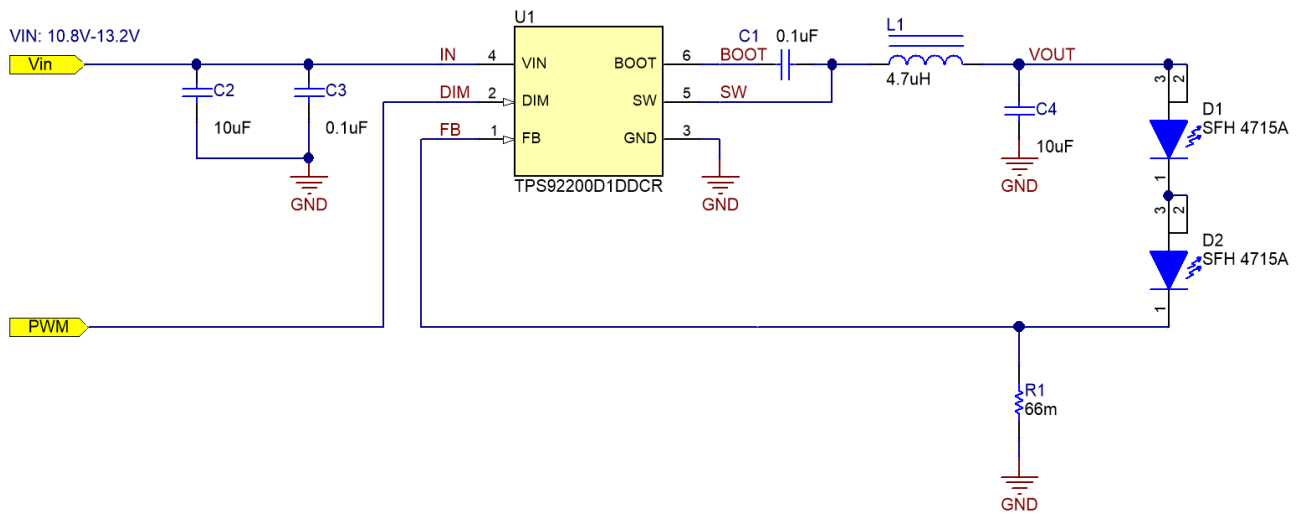 VIN: 10.8V-13.2V
Vin
PWM
C2
10uF
C3
0.1uF
GND
IN
DIM
FB
4
2
1
U1
VIN
DIM
FB
BOOT
SW
GND
TPS92200D1DDCR
6
5
3
BOOT
SW
GND
C1
0.1uF
L1
4.7uH
VOUT
C4
10uF
GND
3
2
D1
SFH 4715A
1
3
2
D2
SFH 4715A
1
R1
66m
GND